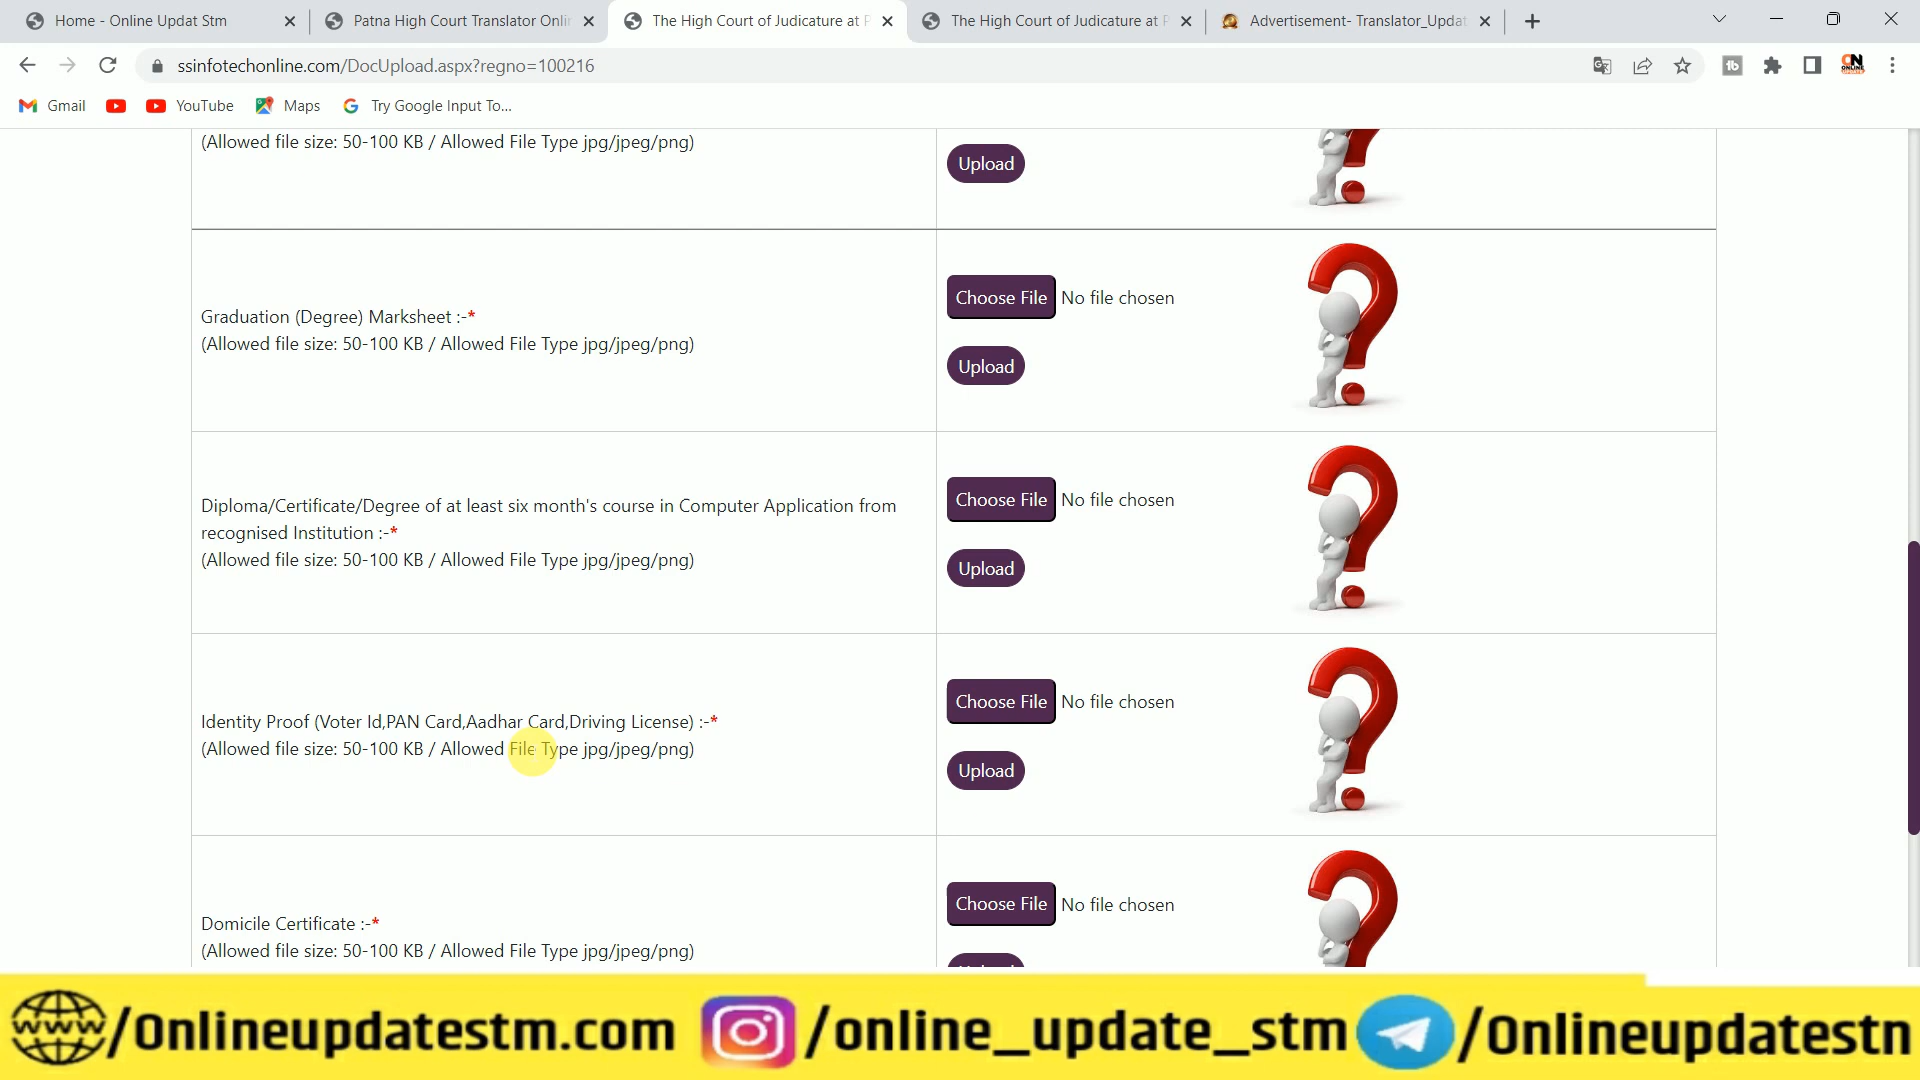 Home - Online Updat Stm
Patna High Court Translator Onli
The High Court of Judicature at P
The High Court of Judicature at P
Advertisement- Translator_Updat
ssinfotechonline.com/DocUpload.aspx?regno=100216
Gmail
YouTube
Maps
Try Google Input To...
(Allowed file size: 50-100 KB / Allowed File Type jpg/jpeg/png)
Upload
Graduation (Degree) Marksheet :-*
(Allowed file size: 50-100 KB / Allowed File Type jpg/jpeg/png)
Choose File No file chosen
Upload
Diploma/Certificate/Degree of at least six month's course in Computer Application from
recognised Institution :-*
(Allowed file size: 50-100 KB / Allowed File Type jpg/jpeg/png)
Choose File No file chosen
Upload
Identity Proof (Voter Id,PAN Card,Aadhar Card,Driving License) :-*
(Allowed file size: 50-100 KB / Allowed File Type jpg/jpeg/png)
Choose File No file chosen
Upload
Domicile Certificate :-*
(Allowed file size: 50-100 KB / Allowed File Type jpg/jpeg/png)
Choose File No file chosen
www /Onlineupdatestm.com /online_update_stm /Onlineupdatestn